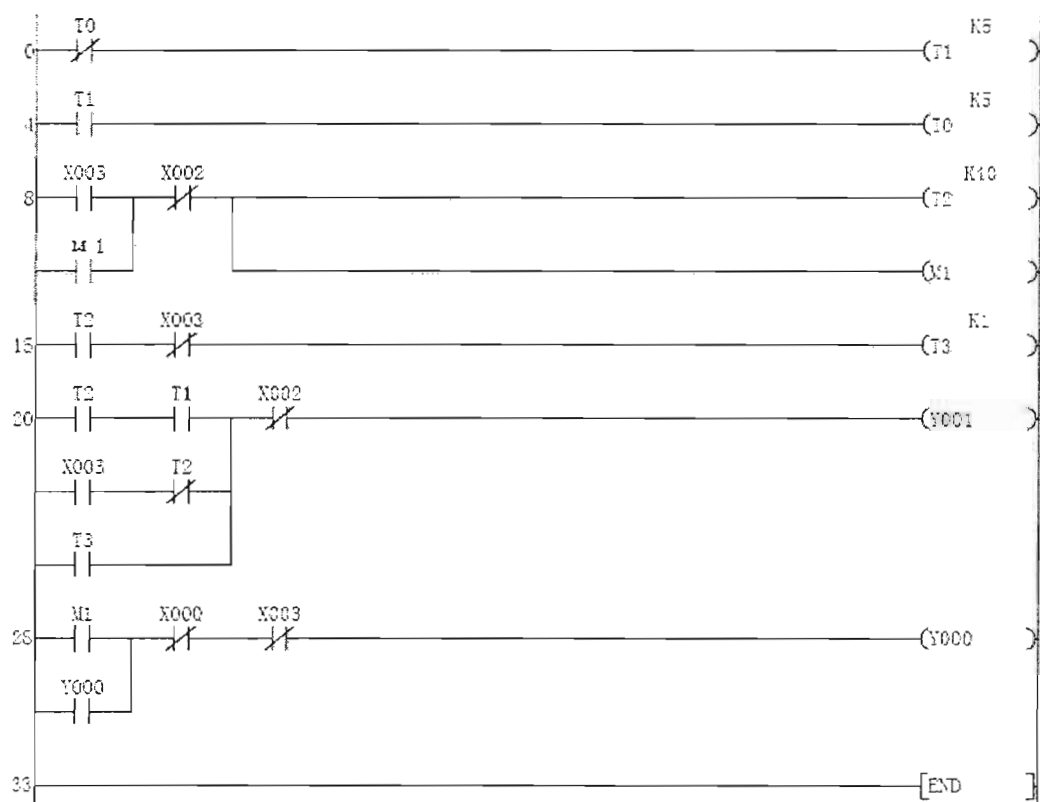 T0 K5
0 (T1 )
T1 K5
4 (T0 )
X003 X002 K10
8 (T2 )
M 1
(M1 )
T2 X003 K1
15 (T3 )
T2 T1 X002
20 (Y001 )
X003 T2
T3
M1 X000 X003
28 (Y000 )
Y000
33 [END ]